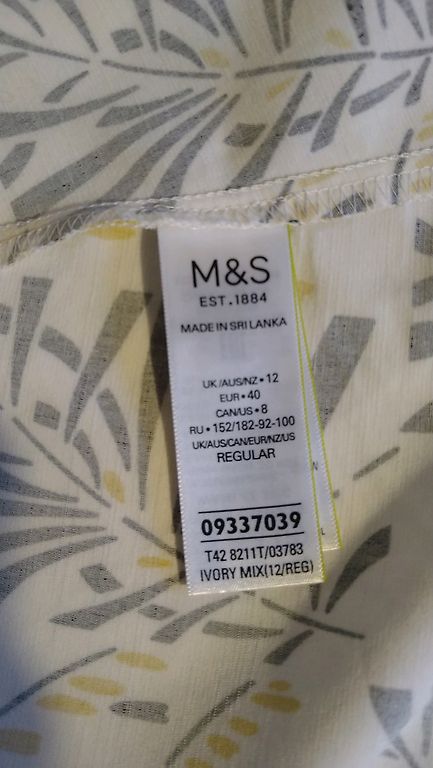 M&S
EST. 1884
MADE IN SRI LANKA
UK/AUS/NZ • 12
EUR • 40
CAN/US • 8
RU • 152/182-92-100
UK/AUS/CAN/EUR/NZ/US
REGULAR
09337039
T42 8211T/03783
IVORY MIX(12/REG)